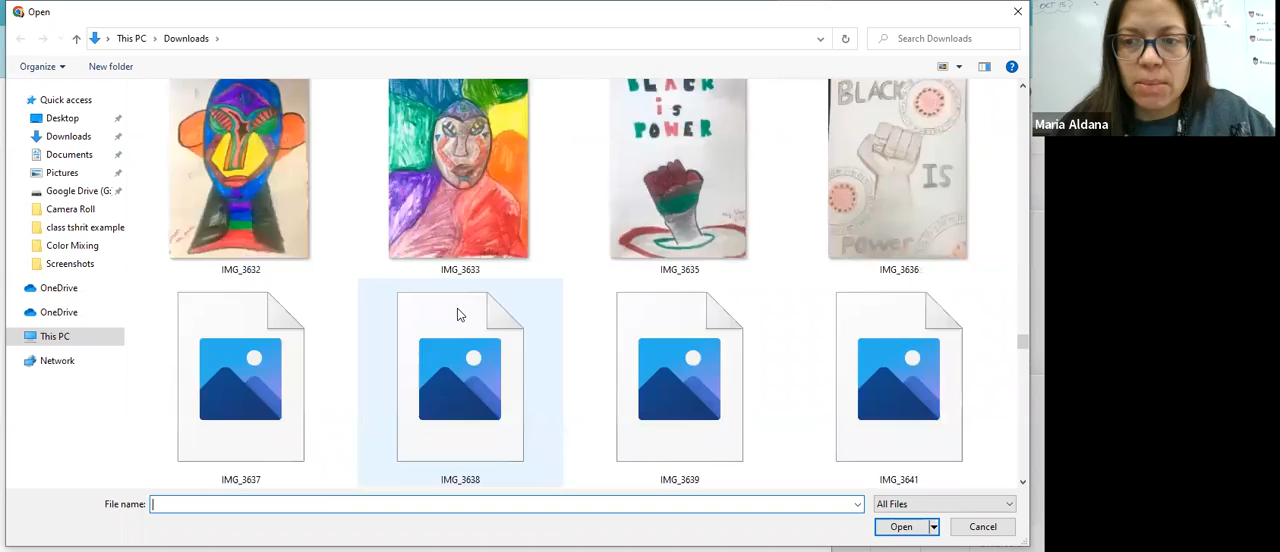 Open
This PC
Downloads
Search Downloads
Organize
New folder
Quick access
Desktop
Downloads
Documents
Pictures
Google Drive (G:
Camera Roll
class tshrit example
Color Mixing
Screenshots
OneDrive
OneDrive
This PC
Network
BLACK
is
POWER
BLACK
IS
Power
IMG_3632
IMG_3633
IMG_3635
IMG_3636
IMG_3637
IMG_3638
IMG_3639
IMG_3641
File name:
All Files
Open
Cancel
OCT 15
Maria Aldana